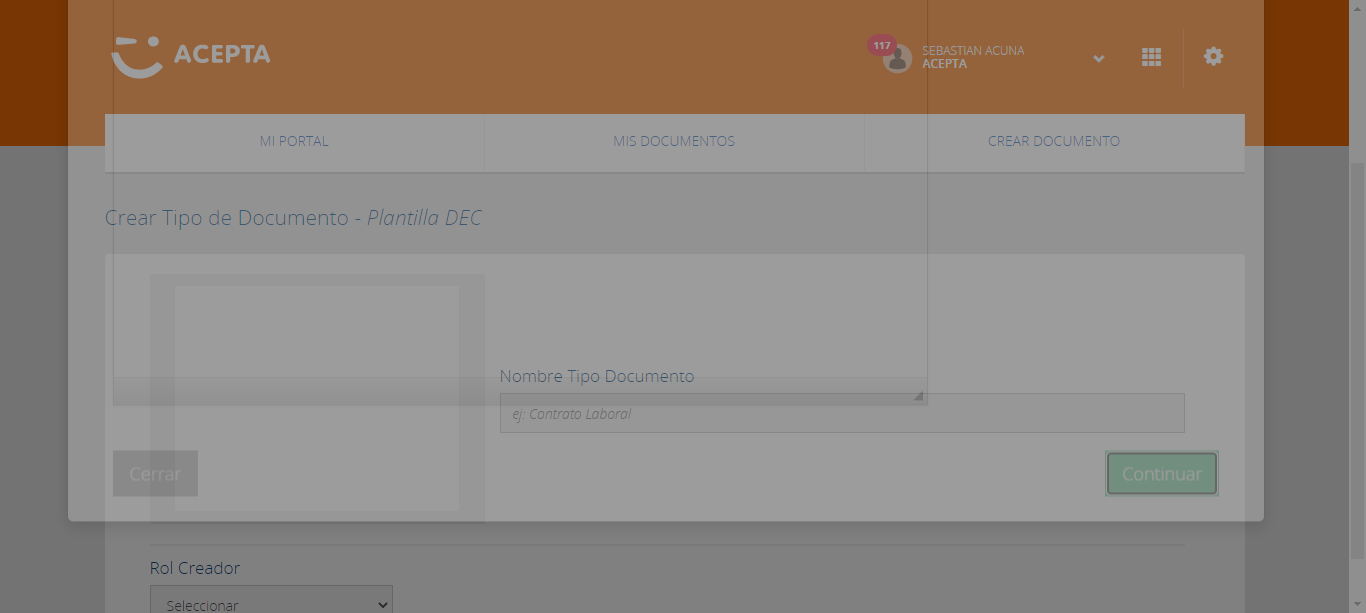 ACEPTA
117
SEBASTIAN ACUNA
ACEPTA
MI PORTAL
MIS DOCUMENTOS
CREAR DOCUMENTO
Crear Tipo de Documento - Plantilla DEC
Nombre Tipo Documento
ej: Contrato Laboral
Cerrar
Continuar
Rol Creador
Seleccionar